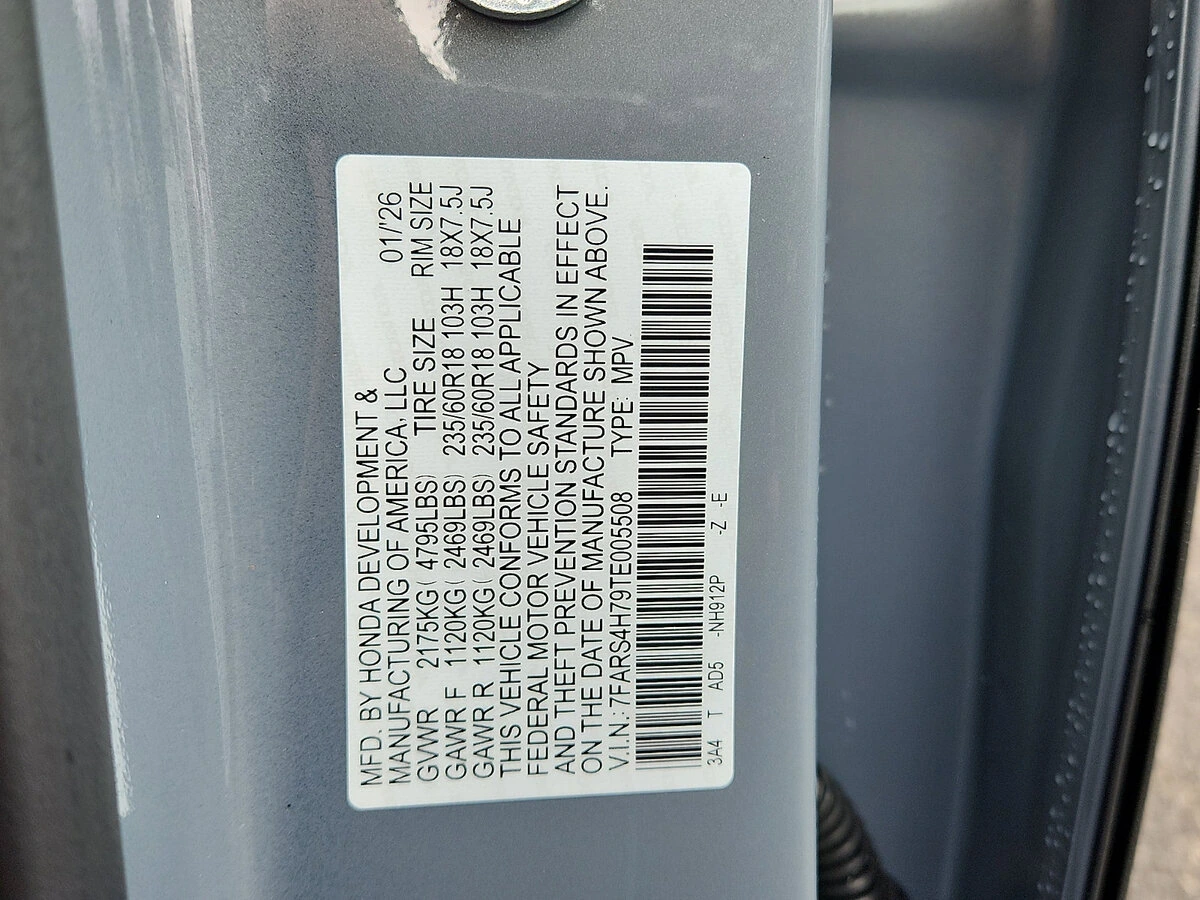 MFD. BY HONDA DEVELOPMENT &
MANUFACTURING OF AMERICA, LLC 01/'26
GVWR 2175KG( 4795LBS) TIRE SIZE RIM SIZE
GAWR F 1120KG( 2469LBS) 235/60R18 103H 18X7.5J
GAWR R 1120KG( 2469LBS) 235/60R18 103H 18X7.5J
THIS VEHICLE CONFORMS TO ALL APPLICABLE
FEDERAL MOTOR VEHICLE SAFETY
AND THEFT PREVENTION STANDARDS IN EFFECT
ON THE DATE OF MANUFACTURE SHOWN ABOVE.
V.I.N.: 7FARS4H79TE005508 TYPE: MPV
3A4 T AD5 -NH912P -Z -E